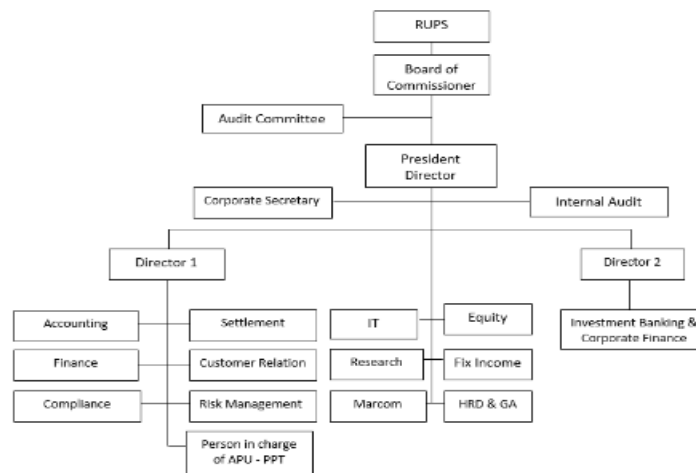 RUPS
Board of
Commissioner
Audit Committee
President
Director
Corporate Secretary
Internal Audit
Director 1
Director 2
Accounting
Settlement
IT
Equity
Investment Banking &
Corporate Finance
Finance
Customer Relation
Research
Fix Income
Compliance
Risk Management
Marcom
HRD & GA
Person in charge
of APU - PPT